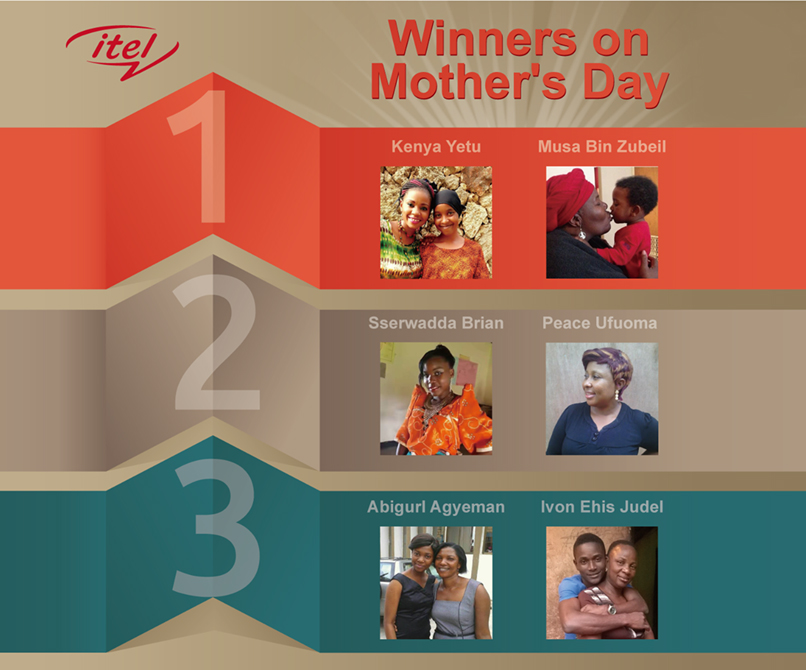 itel
Winners on
Mother's Day
1
Kenya Yetu
Musa Bin Zubeil
2
Sserwadda Brian
Peace Ufuoma
3
Abigurl Agyeman
Ivon Ehis Judel